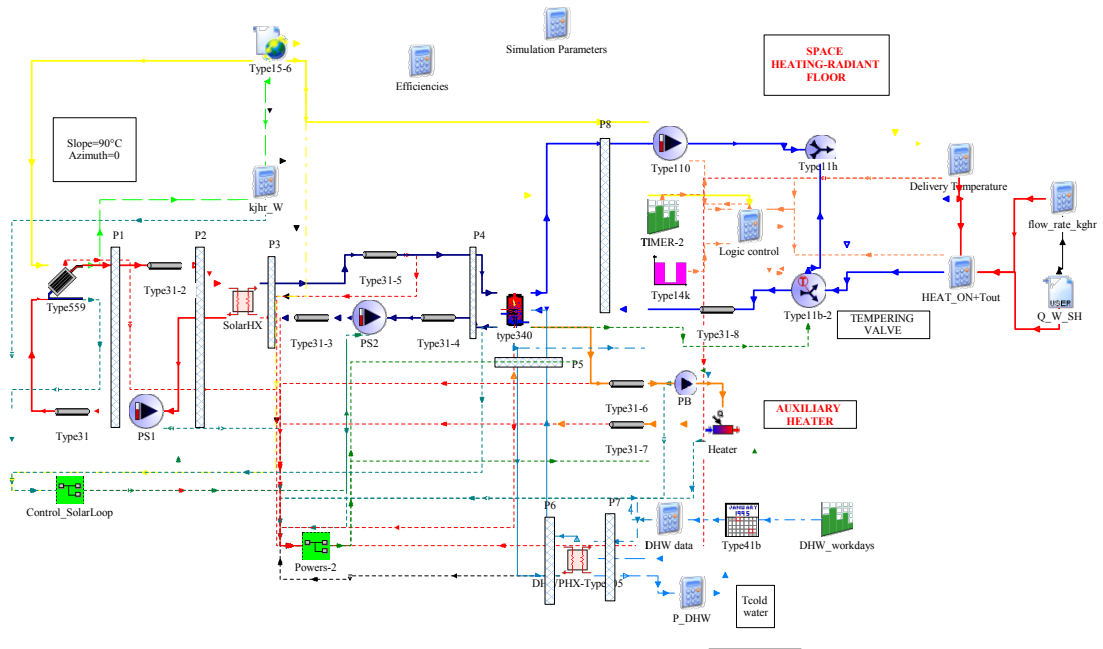 Simulation Parameters
Efficiencies
Type15-6
SPACE
HEATING-RADIANT
FLOOR
Slope=90°C
Azimuth=0
kjhr_W
P8
Type110
Type11h
Delivery Temperature
flow_rate_kghr
TIMER-2
Logic control
Type14k
P1
P2
P3
P4
Type31-2
Type31-5
Type559
SolarHX
Type31-3
PS2
Type31-4
type340
Type31-8
Type11b-2
HEAT_ON+Tout
Q_W_SH
USER
TEMPERING
VALVE
P5
Type31
PS1
Type31-6
PB
Type31-7
Heater
AUXILIARY
HEATER
Control_SolarLoop
Powers-2
P6
P7
DHW data
JANUARY
1995
Type41b
DHW_workdays
P_DHW
Tcold
water